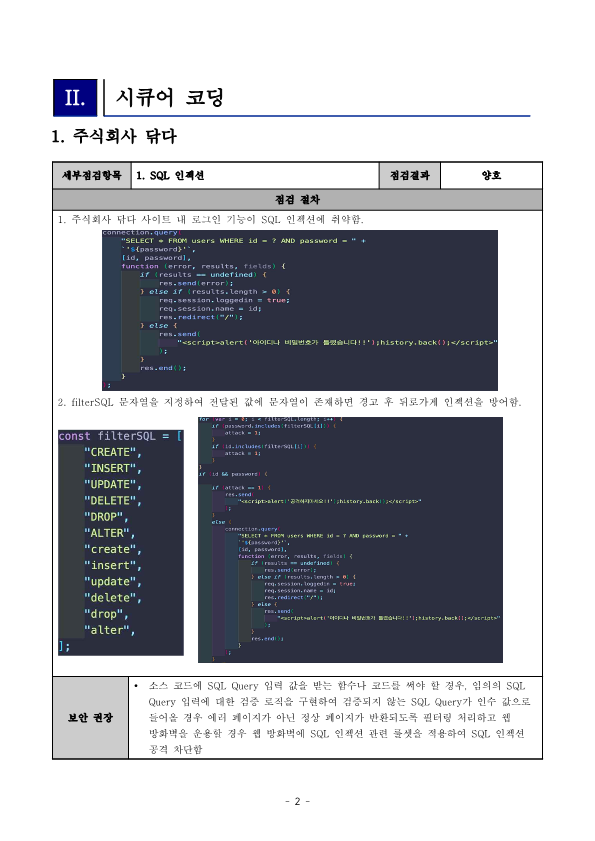 II. 시큐어 코딩
1. 주식회사 닦다
세부점검항목 1. SQL 인젝션 점검결과 양호
점검 절차
1. 주식회사 닦다 사이트 내 로그인 기능이 SQL 인젝션에 취약함.
connection.query(
"SELECT * FROM users WHERE id = ? AND password = " +
`'${password}'`,
[id, password],
function (error, results, fields) {
if (results == undefined) {
res.send(error);
} else if (results.length > 0) {
req.session.loggedin = true;
req.session.name = id;
res.redirect("/");
} else {
res.send(
"<script>alert('아이디나 비밀번호가 틀렸습니다!!');history.back();</script>"
);
}
res.end();
}
);
2. filterSQL 문자열을 지정하여 전달된 값에 문자열이 존재하면 경고 후 뒤로가게 인젝션을 방어함.
const filterSQL = [
"CREATE",
"INSERT",
"UPDATE",
"DELETE",
"DROP",
"ALTER",
"create",
"insert",
"update",
"delete",
"drop",
"alter",
];
for (var i = 0; i < filterSQL.length; i++) {
if (password.includes(filterSQL[i])) {
attack = 1;
}
if (id.includes(filterSQL[i])) {
attack = 1;
}
}
if (id && password) {
if (attack == 1) {
res.send(
"<script>alert('공격하지마세요!!');history.back();</script>"
);
}
else {
connection.query(
"SELECT * FROM users WHERE id = ? AND password = " +
`'${password}'`,
[id, password],
function (error, results, fields) {
if (results == undefined) {
res.send(error);
} else if (results.length > 0) {
req.session.loggedin = true;
req.session.name = id;
res.redirect("/");
} else {
res.send(
"<script>alert('아이디나 비밀번호가 틀렸습니다!!');history.back();</script>"
);
}
res.end();
}
);
}
보안 권장
• 소스 코드에 SQL Query 입력 값을 받는 함수나 코드를 써야 할 경우, 임의의 SQL
Query 입력에 대한 검증 로직을 구현하여 검증되지 않는 SQL Query가 인수 값으로
들어올 경우 에러 페이지가 아닌 정상 페이지가 반환되도록 필터링 처리하고 웹
방화벽을 운용할 경우 웹 방화벽에 SQL 인젝션 관련 룰셋을 적용하여 SQL 인젝션
공격 차단함
- 2 -